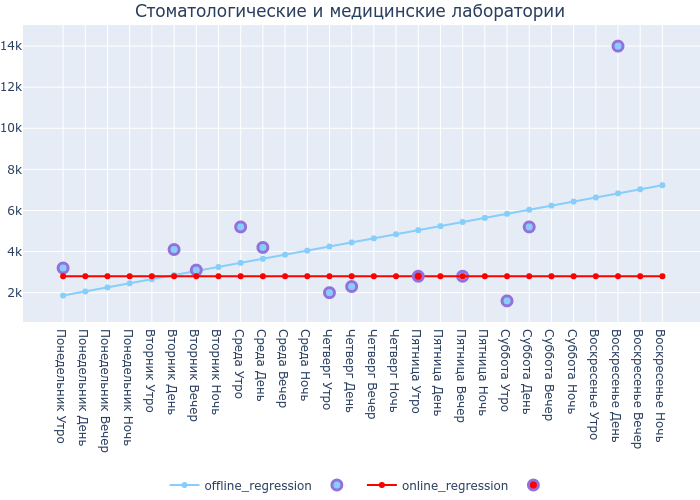 Стоматологические и медицинские лаборатории
14k
12k
10k
8k
6k
4k
2k
Понедельник Утро
Понедельник День
Понедельник Вечер
Понедельник Ночь
Вторник Утро
Вторник День
Вторник Вечер
Вторник Ночь
Среда Утро
Среда День
Среда Вечер
Среда Ночь
Четверг Утро
Четверг День
Четверг Вечер
Четверг Ночь
Пятница Утро
Пятница День
Пятница Вечер
Пятница Ночь
Суббота Утро
Суббота День
Суббота Вечер
Суббота Ночь
Воскресенье Утро
Воскресенье День
Воскресенье Вечер
Воскресенье Ночь
offline_regression
online_regression